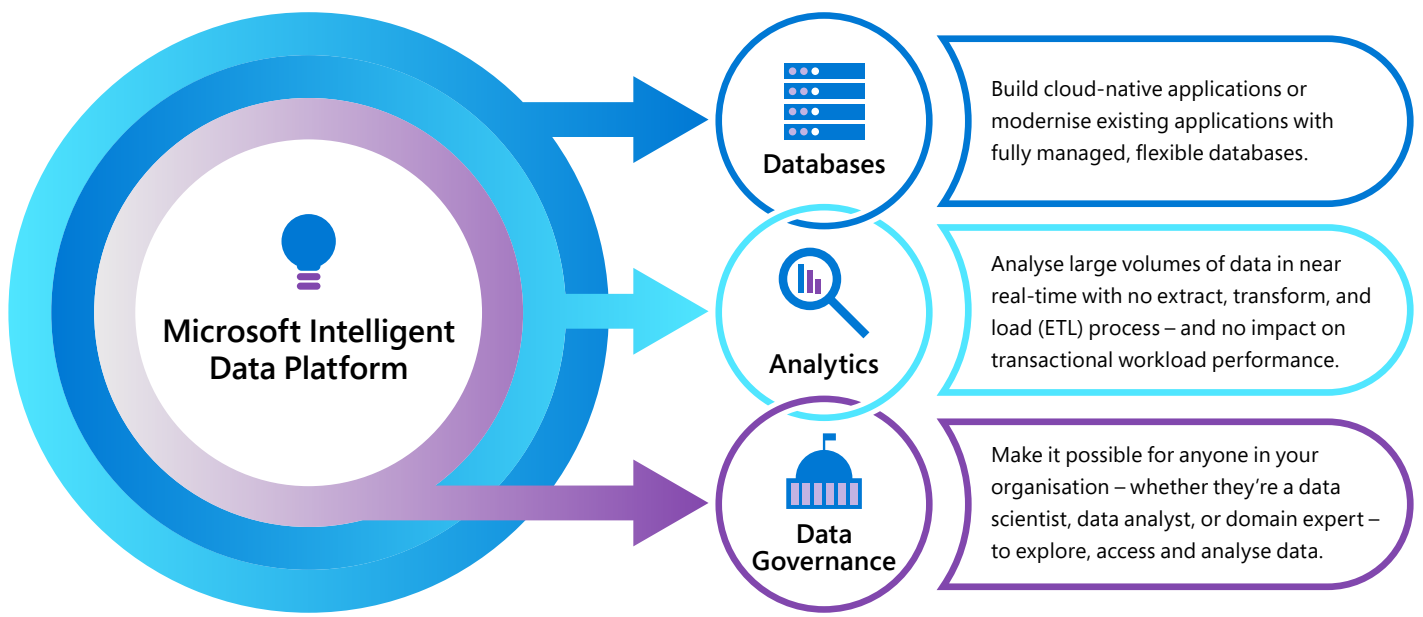 Microsoft Intelligent
Data Platform
Databases
Build cloud-native applications or
modernise existing applications with
fully managed, flexible databases.
Analytics
Analyse large volumes of data in near
real-time with no extract, transform, and
load (ETL) process – and no impact on
transactional workload performance.
Data
Governance
Make it possible for anyone in your
organisation – whether they’re a data
scientist, data analyst, or domain expert –
to explore, access and analyse data.